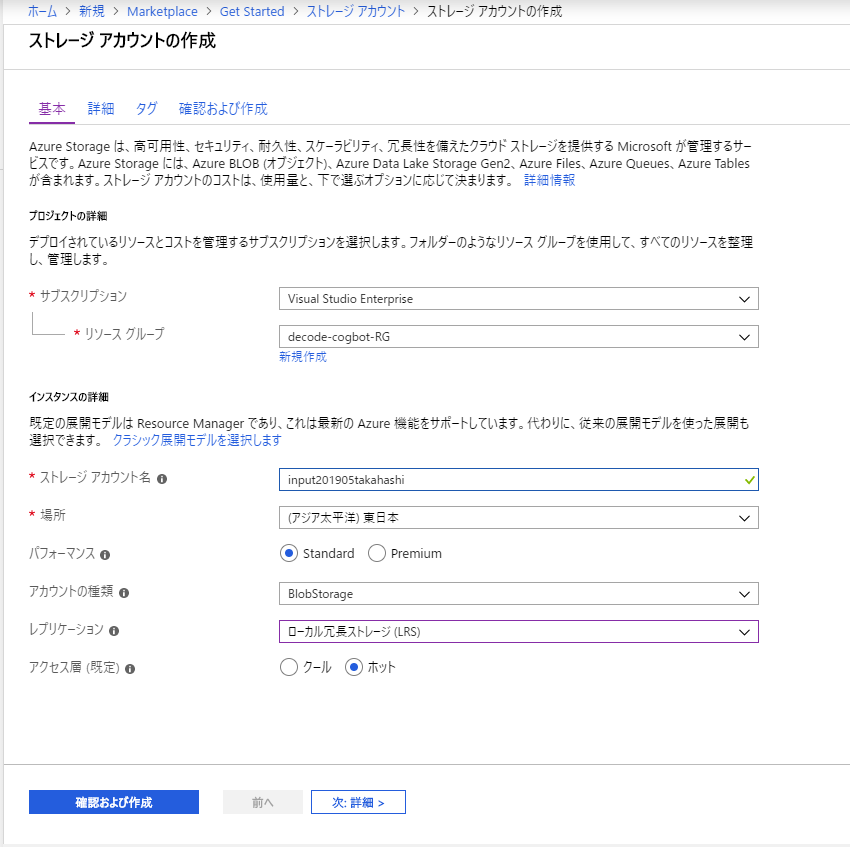 ホーム > 新規 > Marketplace > Get Started > ストレージ アカウント > ストレージ アカウントの作成
ストレージ アカウントの作成
基本 詳細 タグ 確認および作成
Azure Storage は、高可用性、セキュリティ、耐久性、スケーラビリティ、冗長性を備えたクラウド ストレージを提供する Microsoft が管理するサー
ビスです。Azure Storage には、Azure BLOB (オブジェクト)、Azure Data Lake Storage Gen2、Azure Files、Azure Queues、Azure Tables
が含まれます。ストレージ アカウントのコストは、使用量と、下で選ぶオプションに応じて決まります。 詳細情報
プロジェクトの詳細
デプロイされているリソースとコストを管理するサブスクリプションを選択します。フォルダーのようなリソース グループを使用して、すべてのリソースを整理
し、管理します。
* サブスクリプション Visual Studio Enterprise
* リソース グループ decode-cogbot-RG
新規作成
インスタンスの詳細
既定の展開モデルは Resource Manager であり、これは最新の Azure 機能をサポートしています。代わりに、従来の展開モデルを使った展開も
選択できます。 クラシック展開モデルを選択します
* ストレージ アカウント名 input201905takahashi
* 場所 (アジア太平洋) 東日本
パフォーマンス Standard Premium
アカウントの種類 BlobStorage
レプリケーション ローカル冗長ストレージ (LRS)
アクセス層 (既定) クール ホット
確認および作成 前へ 次: 詳細 >